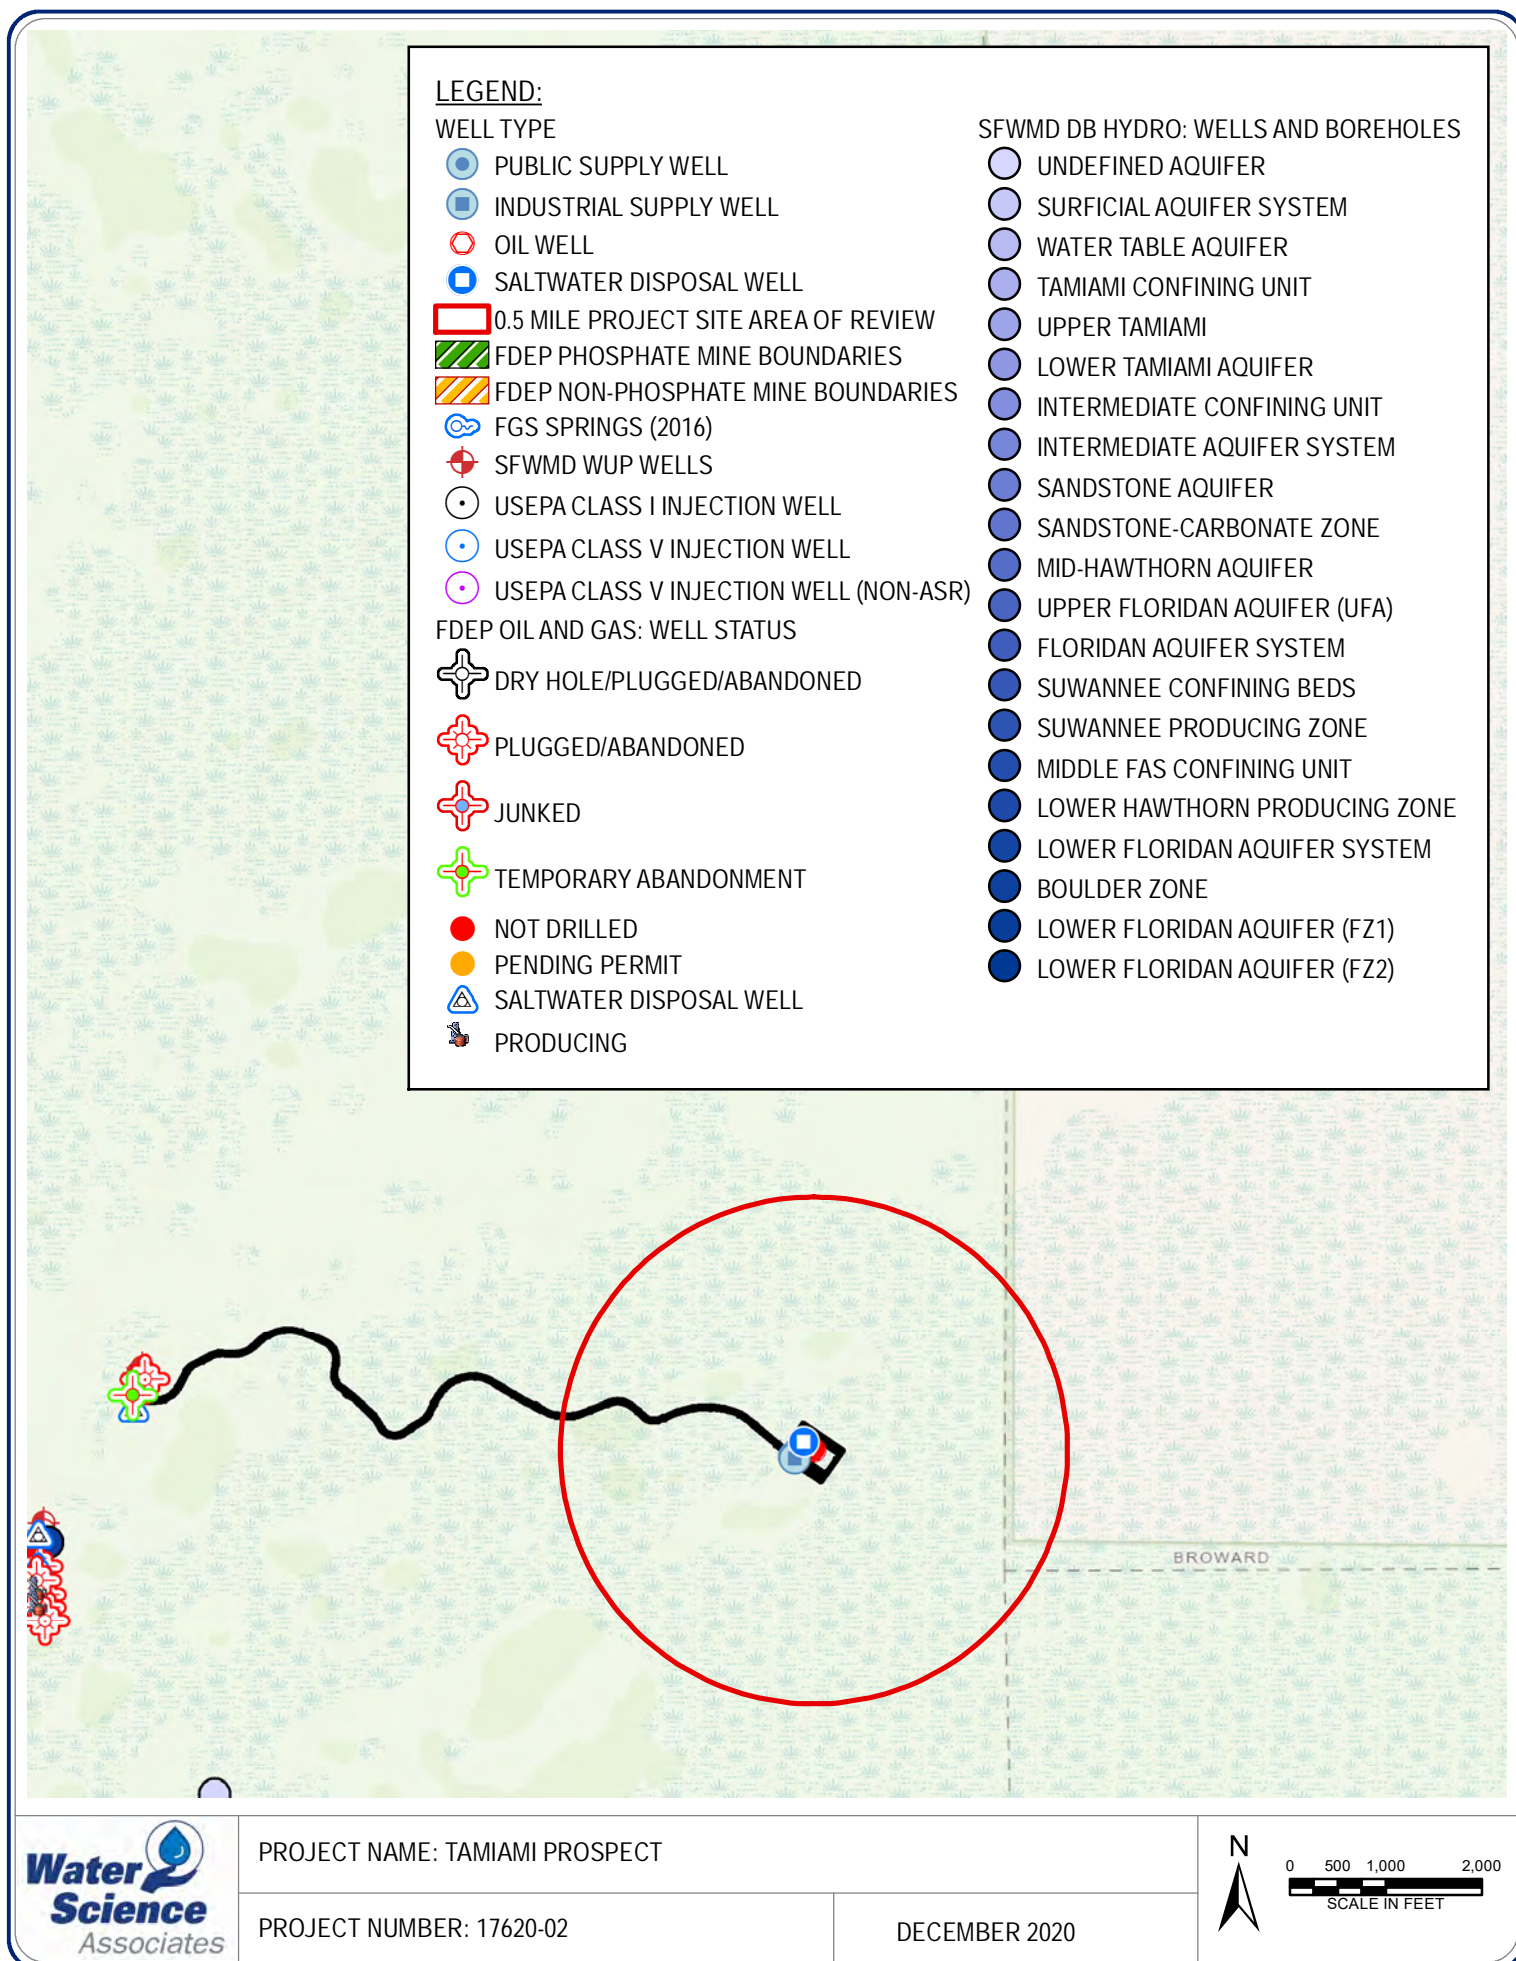 LEGEND:
WELL TYPE
PUBLIC SUPPLY WELL
INDUSTRIAL SUPPLY WELL
OIL WELL
SALTWATER DISPOSAL WELL
0.5 MILE PROJECT SITE AREA OF REVIEW
FDEP PHOSPHATE MINE BOUNDARIES
FDEP NON-PHOSPHATE MINE BOUNDARIES
FGS SPRINGS (2016)
SFWMD WUP WELLS
USEPA CLASS I INJECTION WELL
USEPA CLASS V INJECTION WELL
USEPA CLASS V INJECTION WELL (NON-ASR)
FDEP OIL AND GAS: WELL STATUS
DRY HOLE/PLUGGED/ABANDONED
PLUGGED/ABANDONED
JUNKED
TEMPORARY ABANDONMENT
NOT DRILLED
PENDING PERMIT
SALTWATER DISPOSAL WELL
PRODUCING
SFWMD DB HYDRO: WELLS AND BOREHOLES
UNDEFINED AQUIFER
SURFICIAL AQUIFER SYSTEM
WATER TABLE AQUIFER
TAMIAMI CONFINING UNIT
UPPER TAMIAMI
LOWER TAMIAMI AQUIFER
INTERMEDIATE CONFINING UNIT
INTERMEDIATE AQUIFER SYSTEM
SANDSTONE AQUIFER
SANDSTONE-CARBONATE ZONE
MID-HAWTHORN AQUIFER
UPPER FLORIDAN AQUIFER (UFA)
FLORIDAN AQUIFER SYSTEM
SUWANNEE CONFINING BEDS
SUWANNEE PRODUCING ZONE
MIDDLE FAS CONFINING UNIT
LOWER HAWTHORN PRODUCING ZONE
LOWER FLORIDAN AQUIFER SYSTEM
BOULDER ZONE
LOWER FLORIDAN AQUIFER (FZ1)
LOWER FLORIDAN AQUIFER (FZ2)
BROWARD
Water
Science
Associates
PROJECT NAME: TAMIAMI PROSPECT
PROJECT NUMBER: 17620-02
DECEMBER 2020
N
0 500 1,000 2,000
SCALE IN FEET